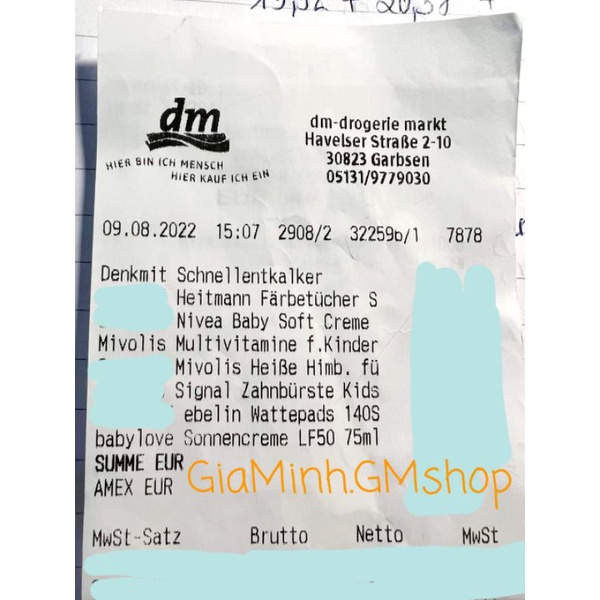 dm
HIER BIN ICH MENSCH
HIER KAUF ICH EIN
dm-drogerie markt
Havelser Straße 2-10
30823 Garbsen
05131/9779030
09.08.2022 15:07 2908/2 322596/1 7878
Denkmit Schnellentkalker
Heitmann Färbetücher S
Nivea Baby Soft Creme
Mivolis Multivitamine f.Kinder
Mivolis Heiße Himb. fü
Signal Zahnbürste Kids
ebelin Wattepads 140S
babylove Sonnencreme LF50 75ml
SUMME EUR
AMEX EUR
GiaMinh.GMshop
MwSt-Satz Brutto Netto MwSt